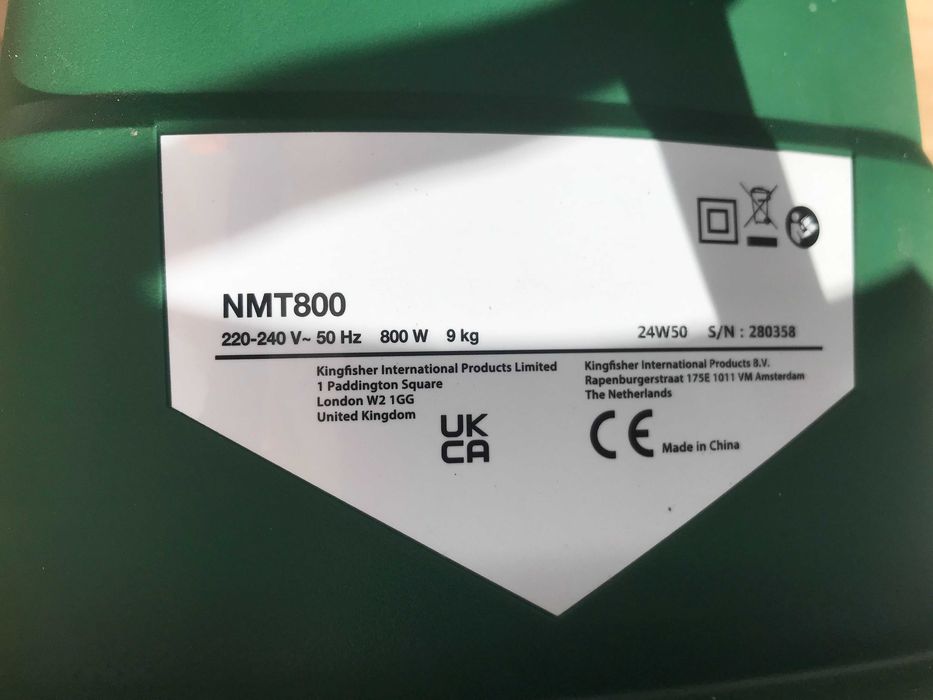 NMT800
220-240 V~ 50 Hz 800 W 9 kg 24W50 S/N : 280358
Kingfisher International Products Limited
1 Paddington Square
London W2 1GG
United Kingdom
UK
CA
Kingfisher International Products B.V.
Rapenburgerstraat 175E 1011 VM Amsterdam
The Netherlands
CE Made in China